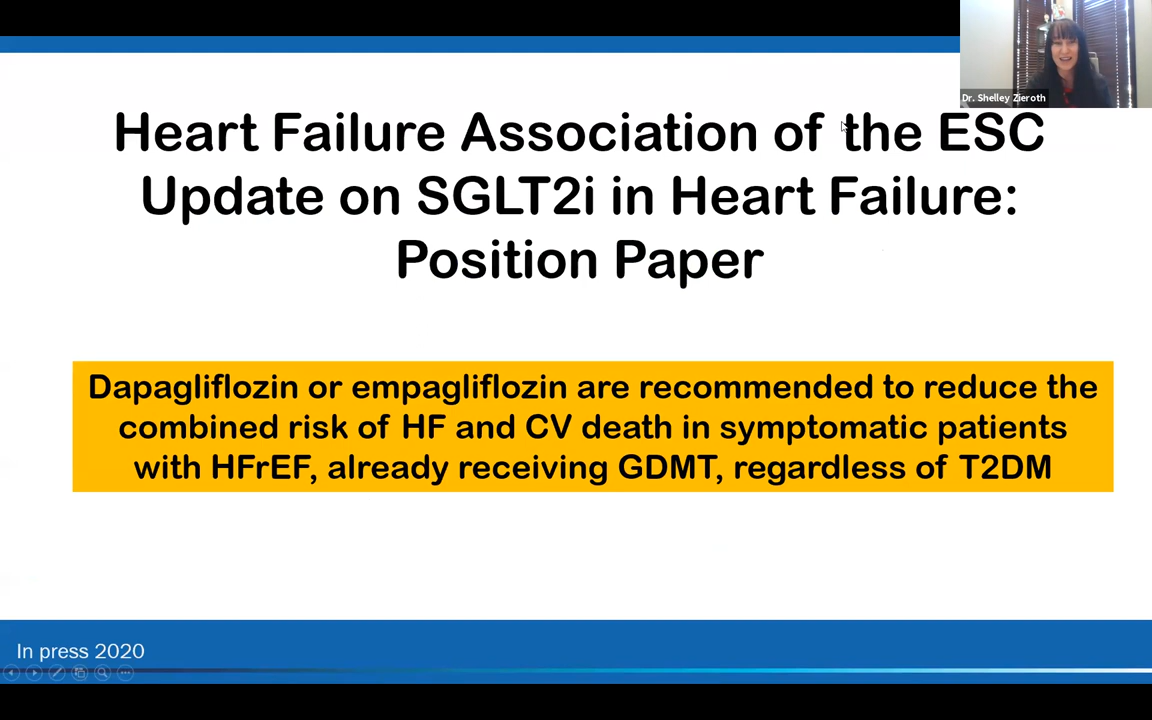 Dr. Shelley Zieroth
Heart Failure Association of the ESC
Update on SGLT2i in Heart Failure:
Position Paper
Dapagliflozin or empagliflozin are recommended to reduce the
combined risk of HF and CV death in symptomatic patients
with HFrEF, already receiving GDMT, regardless of T2DM
In press 2020